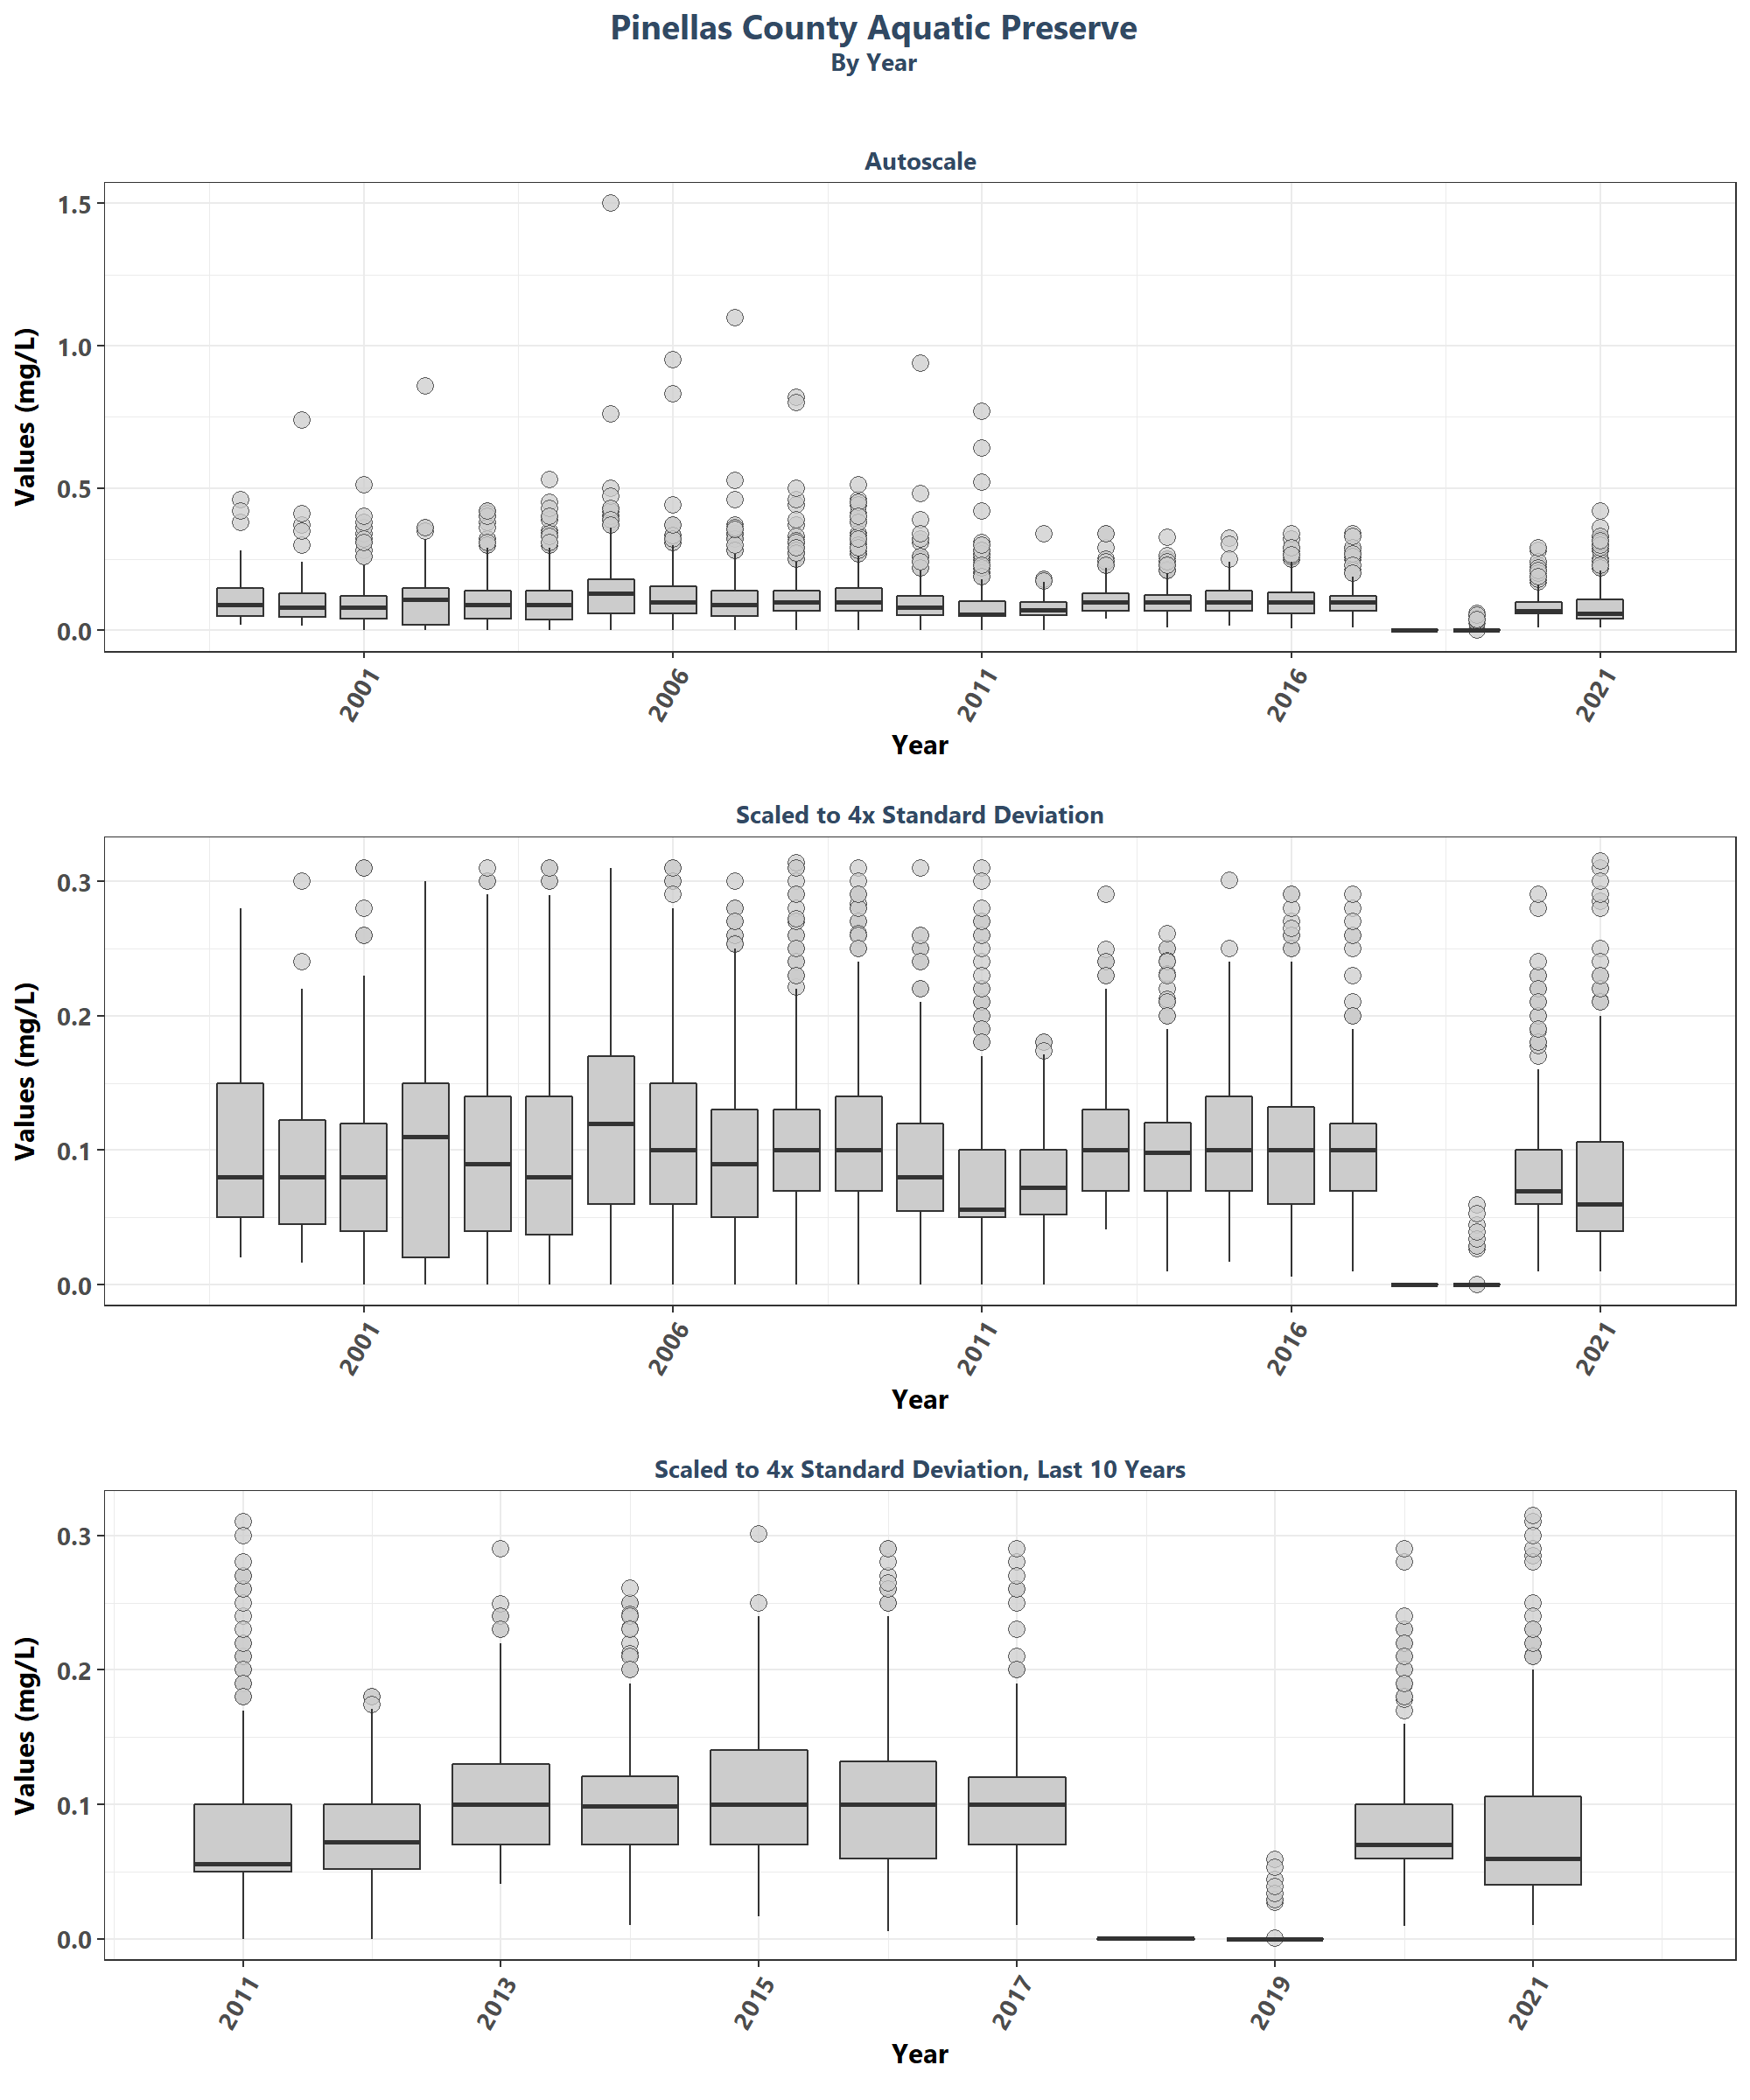 Pinellas County Aquatic Preserve
By Year
Autoscale
1.5
1.0
0.5
0.0
Values (mg/L)
2001
2006
2011
2016
2021
Year
Scaled to 4x Standard Deviation
0.3
0.2
0.1
0.0
Values (mg/L)
2001
2006
2011
2016
2021
Year
Scaled to 4x Standard Deviation, Last 10 Years
0.3
0.2
0.1
0.0
Values (mg/L)
2011
2013
2015
2017
2019
2021
Year